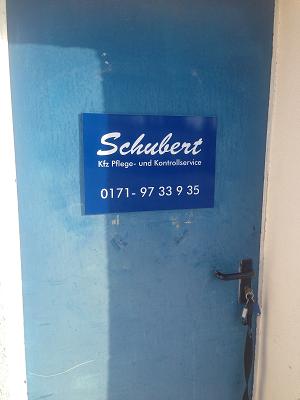 Schubert
Kfz Pflege- und Kontrollservice
0171- 97 33 9 35